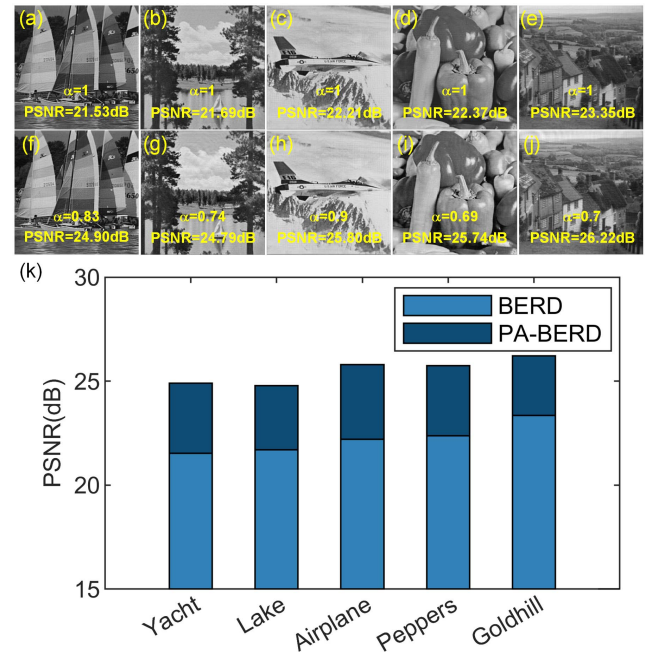 (a)
α=1
PSNR=21.53dB
(b)
α=1
PSNR=21.69dB
(c)
α=1
PSNR=22.21dB
(d)
α=1
PSNR=22.37dB
(e)
α=1
PSNR=23.35dB
(f)
α=0.83
PSNR=24.90dB
(g)
α=0.74
PSNR=24.79dB
(h)
α=0.9
PSNR=25.80dB
(i)
α=0.69
PSNR=25.74dB
(j)
α=0.7
PSNR=26.22dB
(k)
30
25
20
15
PSNR(dB)
BERD
PA-BERD
Yacht
Lake
Airplane
Peppers
Goldhill